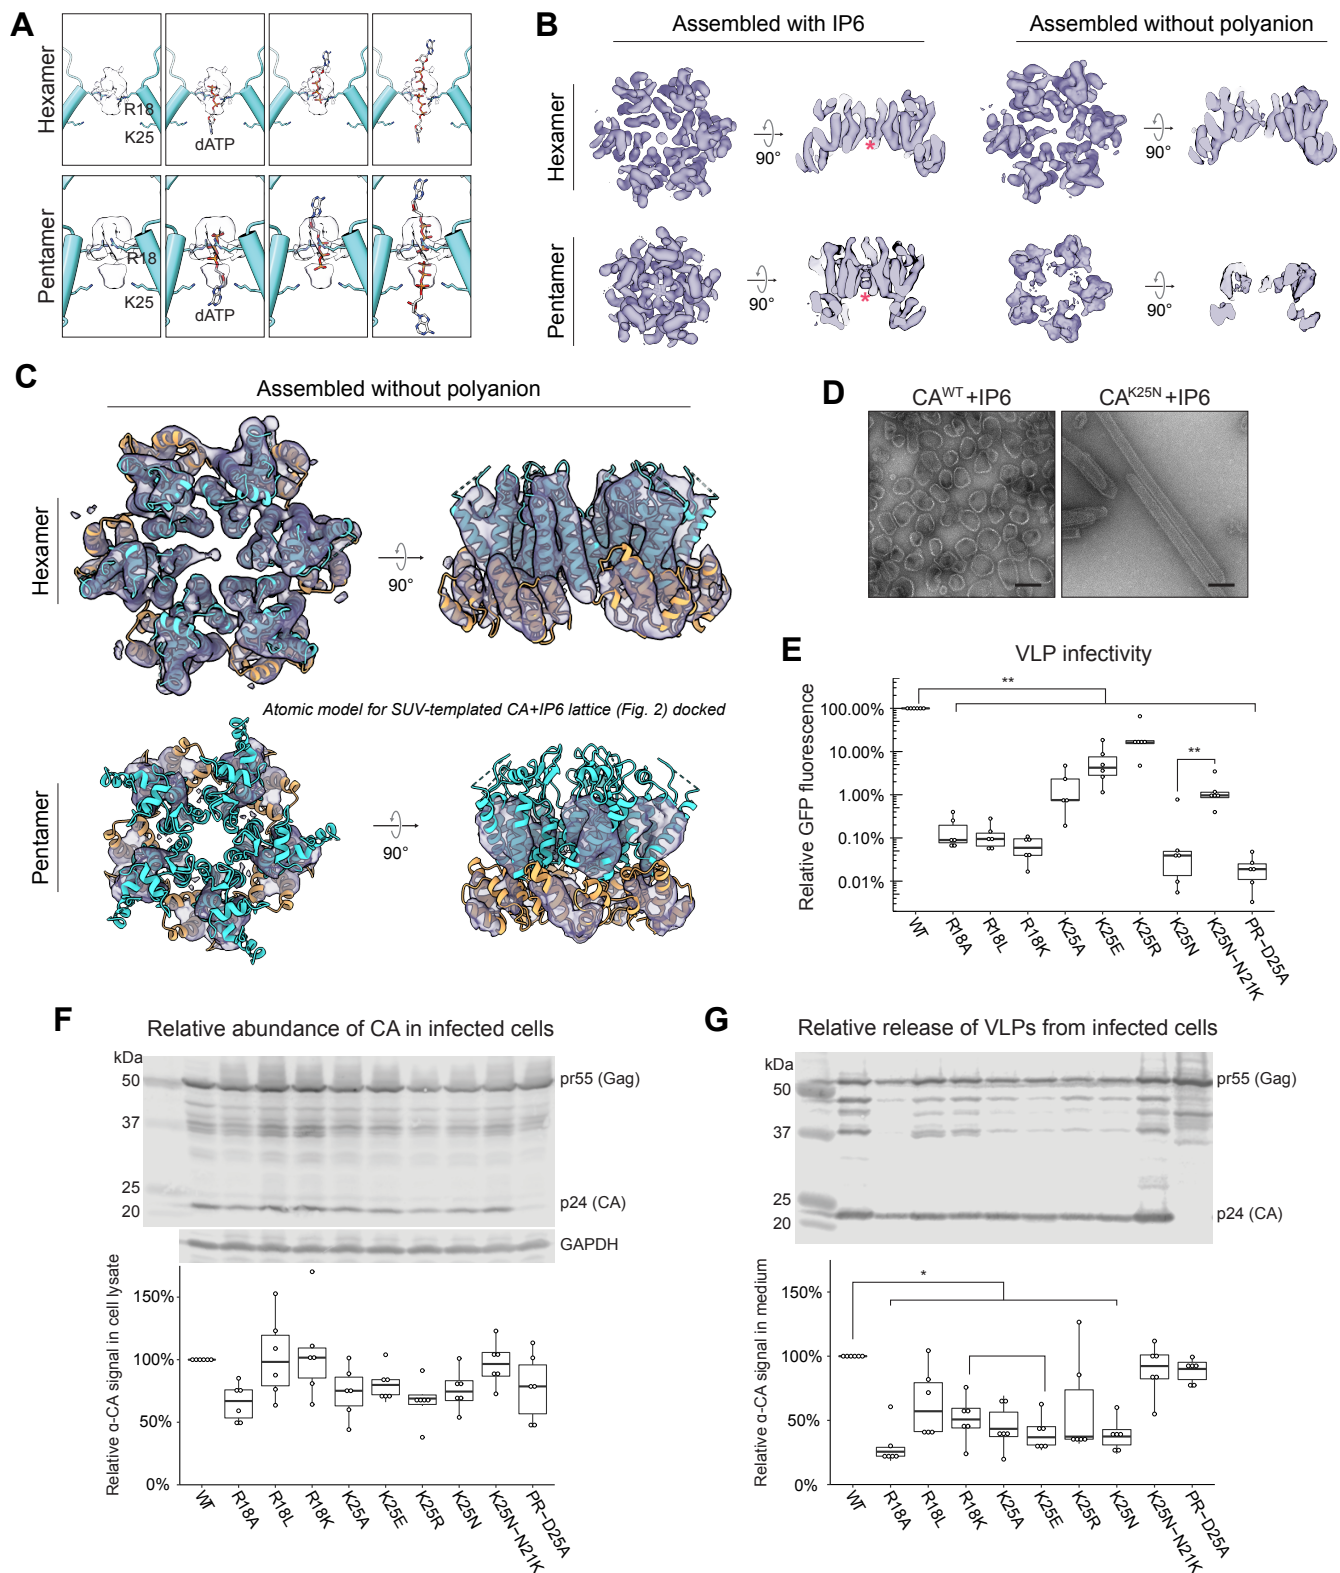 A
Hexamer
R18
K25
dATP
Pentamer
R18
K25
dATP
B
Assembled with IP6
Assembled without polyanion
Hexamer
90°
*
90°
Pentamer
90°
*
90°
C
Assembled without polyanion
Hexamer
90°
Atomic model for SUV-templated CA+IP6 lattice (Fig. 2) docked
Pentamer
90°
D
CA^WT +IP6
CA^K25N +IP6
E
VLP infectivity
Relative GFP fluorescence
100.00%
10.00%
1.00%
0.10%
0.01%
**
**
WT
R18A
R18L
R18K
K25A
K25E
K25R
K25N
K25N−N21K
PR−D25A
F
Relative abundance of CA in infected cells
kDa
50
37
25
20
pr55 (Gag)
p24 (CA)
GAPDH
Relative α-CA signal in cell lysate
150%
100%
50%
0%
WT
R18A
R18L
R18K
K25A
K25E
K25R
K25N
K25N−N21K
PR−D25A
G
Relative release of VLPs from infected cells
kDa
50
37
25
20
pr55 (Gag)
p24 (CA)
Relative α-CA signal in medium
150%
100%
50%
0%
*
WT
R18A
R18L
R18K
K25A
K25E
K25R
K25N
K25N−N21K
PR−D25A